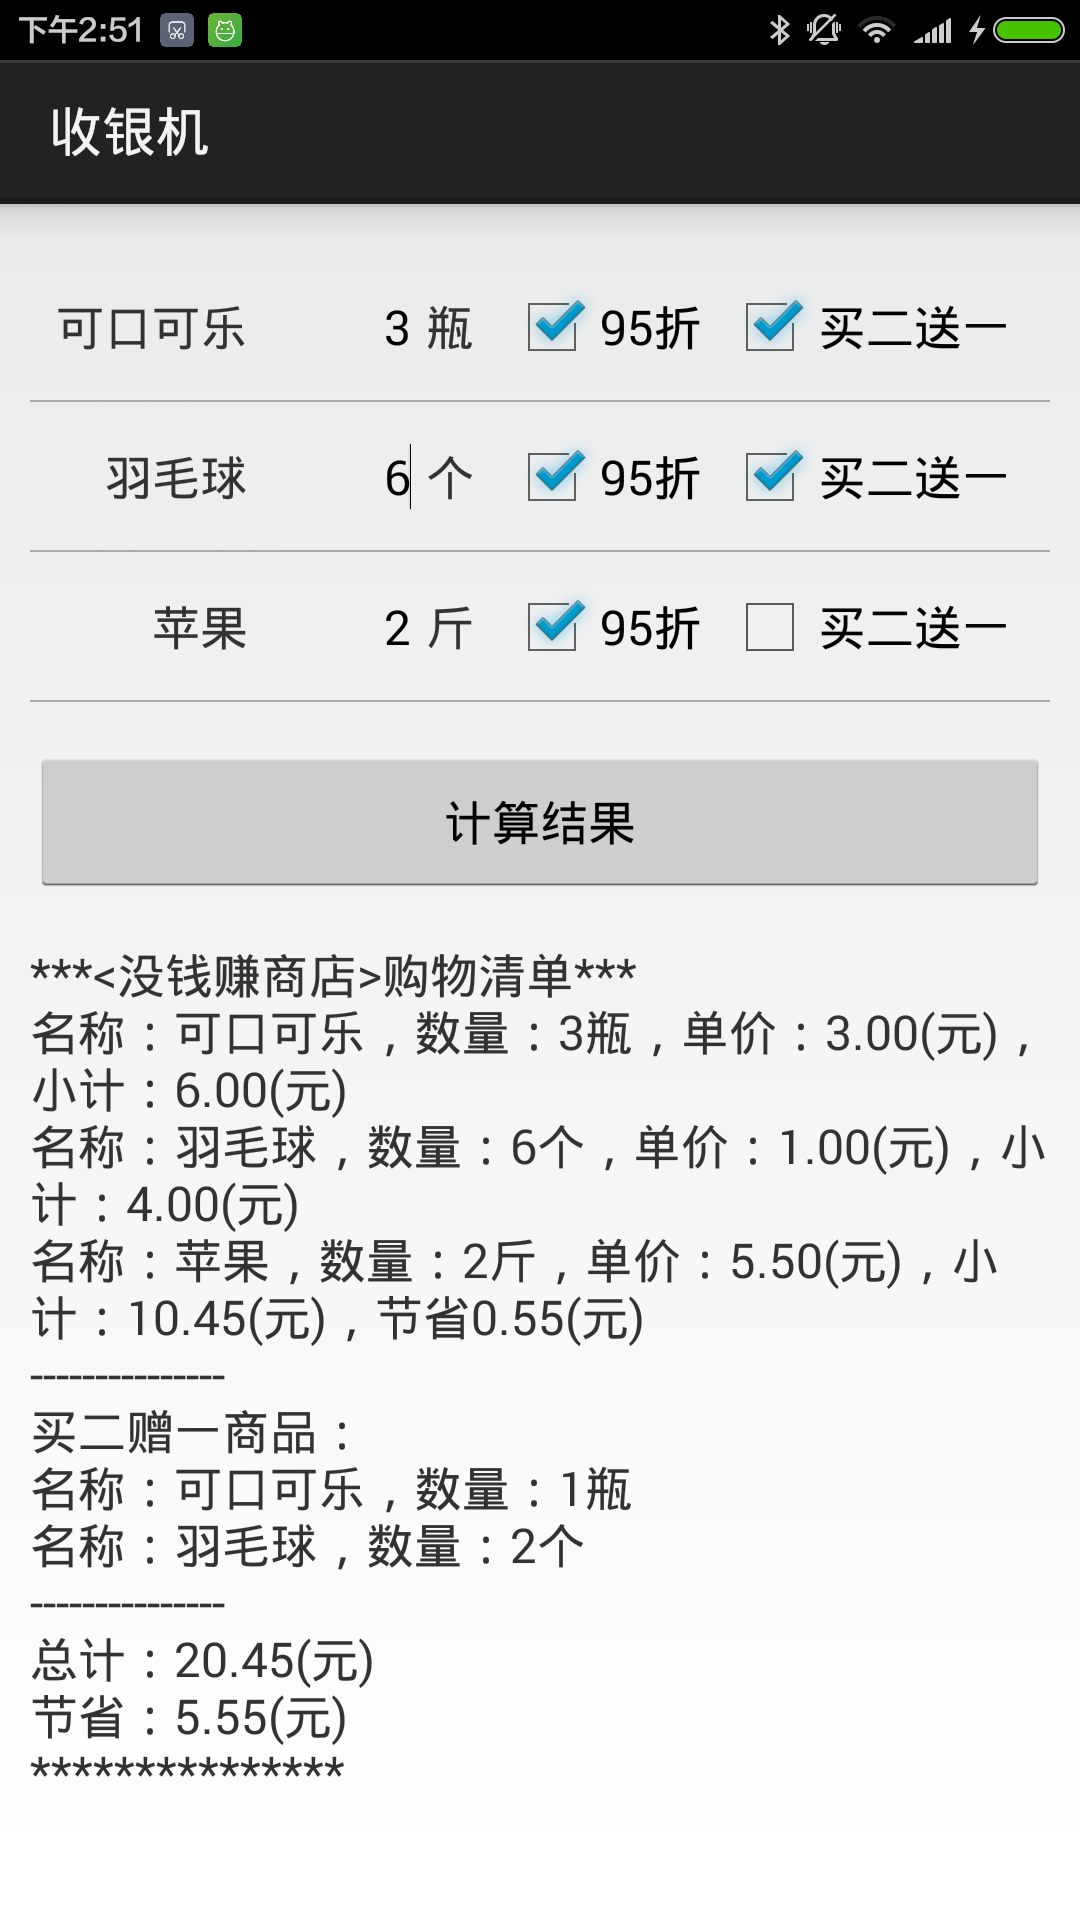 下午2:51
收银机
可口可乐 3 瓶 95折 买二送一
羽毛球 6 个 95折 买二送一
苹果 2 斤 95折 买二送一
计算结果
***<没钱赚商店>购物清单***
名称：可口可乐，数量：3瓶，单价：3.00(元)，
小计：6.00(元)
名称：羽毛球，数量：6个，单价：1.00(元)，小
计：4.00(元)
名称：苹果，数量：2斤，单价：5.50(元)，小
计：10.45(元)，节省0.55(元)
---------------
买二赠一商品：
名称：可口可乐，数量：1瓶
名称：羽毛球，数量：2个
---------------
总计：20.45(元)
节省：5.55(元)
***************